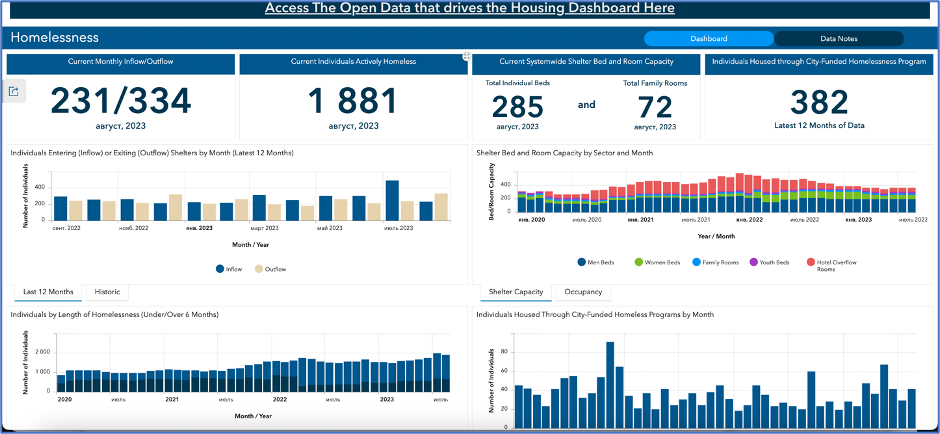 Access The Open Data that drives the Housing Dashboard Here
Homelessness
Dashboard
Data Notes
Current Monthly Inflow/Outflow
231/334
август, 2023
Current Individuals Actively Homeless
1 881
август, 2023
Current Systemwide Shelter Bed and Room Capacity
Total Individual Beds
285
август, 2023
and
Total Family Rooms
72
август, 2023
Individuals Housed through City-Funded Homelessness Program
382
Latest 12 Months of Data
Individuals Entering (Inflow) or Exiting (Outflow) Shelters by Month (Latest 12 Months)
Number of Individuals
400
200
0
сент. 2022
нояб. 2022
янв. 2023
март 2023
май 2023
июль 2023
Month / Year
Inflow
Outflow
Last 12 Months
Historic
Shelter Bed and Room Capacity by Sector and Month
Bed/Room Capacity
400
200
0
янв. 2020
июль 2020
янв. 2021
июль 2021
янв. 2022
июль 2022
янв. 2023
июль 2023
Year / Month
Men Beds
Women Beds
Family Rooms
Youth Beds
Hotel Overflow
Rooms
Shelter Capacity
Occupancy
Individuals by Length of Homelessness (Under/Over 6 Months)
Number of Individuals
2 000
1 000
0
2020
июль
2021
июль
2022
июль
2023
июль
Month / Year
Individuals Housed Through City-Funded Homeless Programs by Month
Number of Individuals
80
60
40
20
0